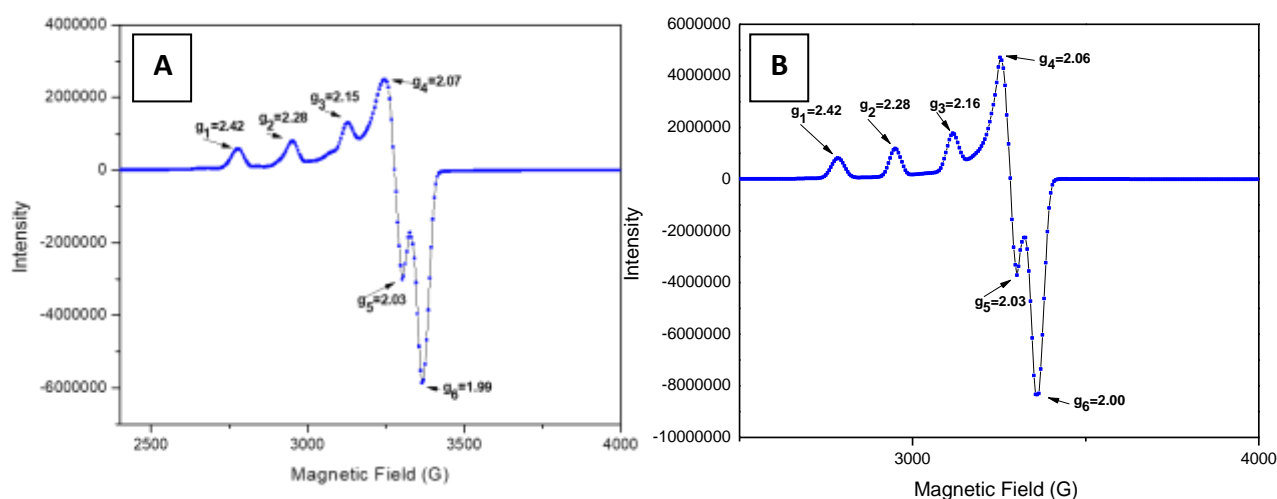 A
4000000
2000000
0
-2000000
-4000000
-6000000
2500
3000
3500
4000
Intensity
Magnetic Field (G)
g1=2.42
g2=2.28
g3=2.15
g4=2.07
g5=2.03
g6=1.99
B
6000000
4000000
2000000
0
-2000000
-4000000
-6000000
-8000000
-10000000
3000
4000
Intensity
Magnetic Field (G)
g1=2.42
g2=2.28
g3=2.16
g4=2.06
g5=2.03
g6=2.00